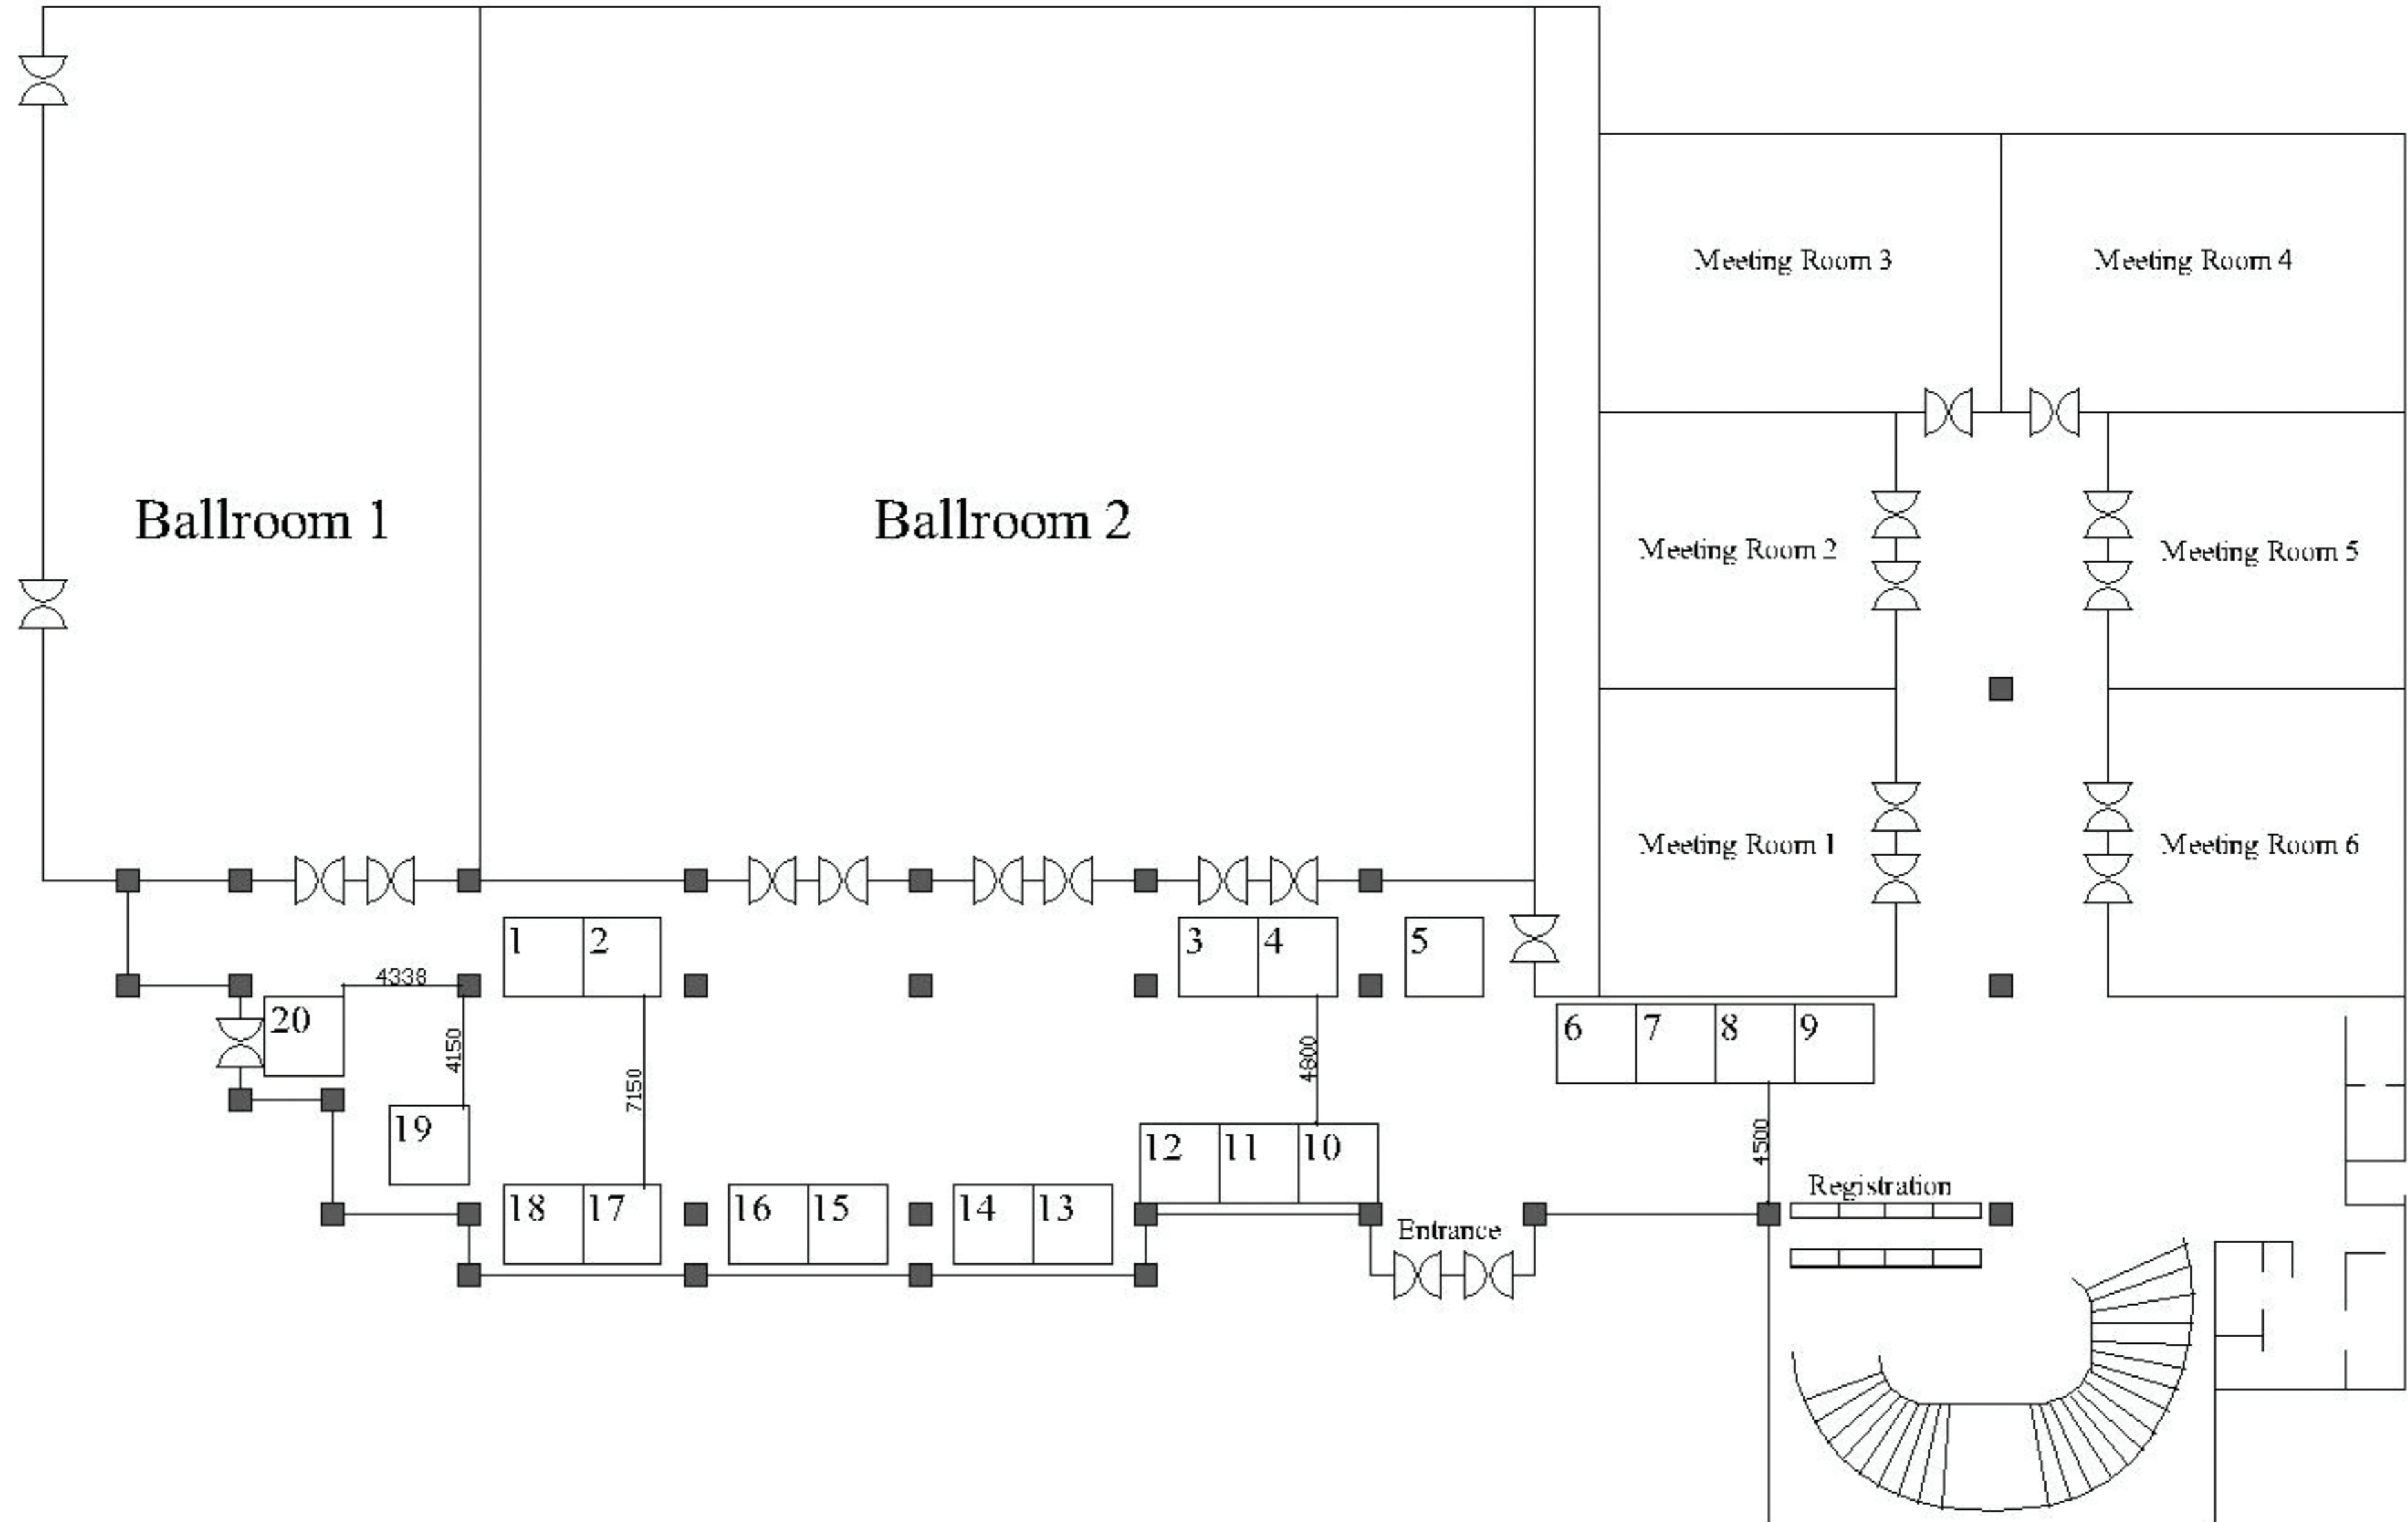 Meeting Room 3
Meeting Room 4
Ballroom 1
Ballroom 2
Meeting Room 2
Meeting Room 5
Meeting Room 1
Meeting Room 6
1
2
3
4
5
4338
20
6
7
8
9
4150
7150
4800
19
12
11
10
4500
18
17
16
15
14
13
Registration
Entrance